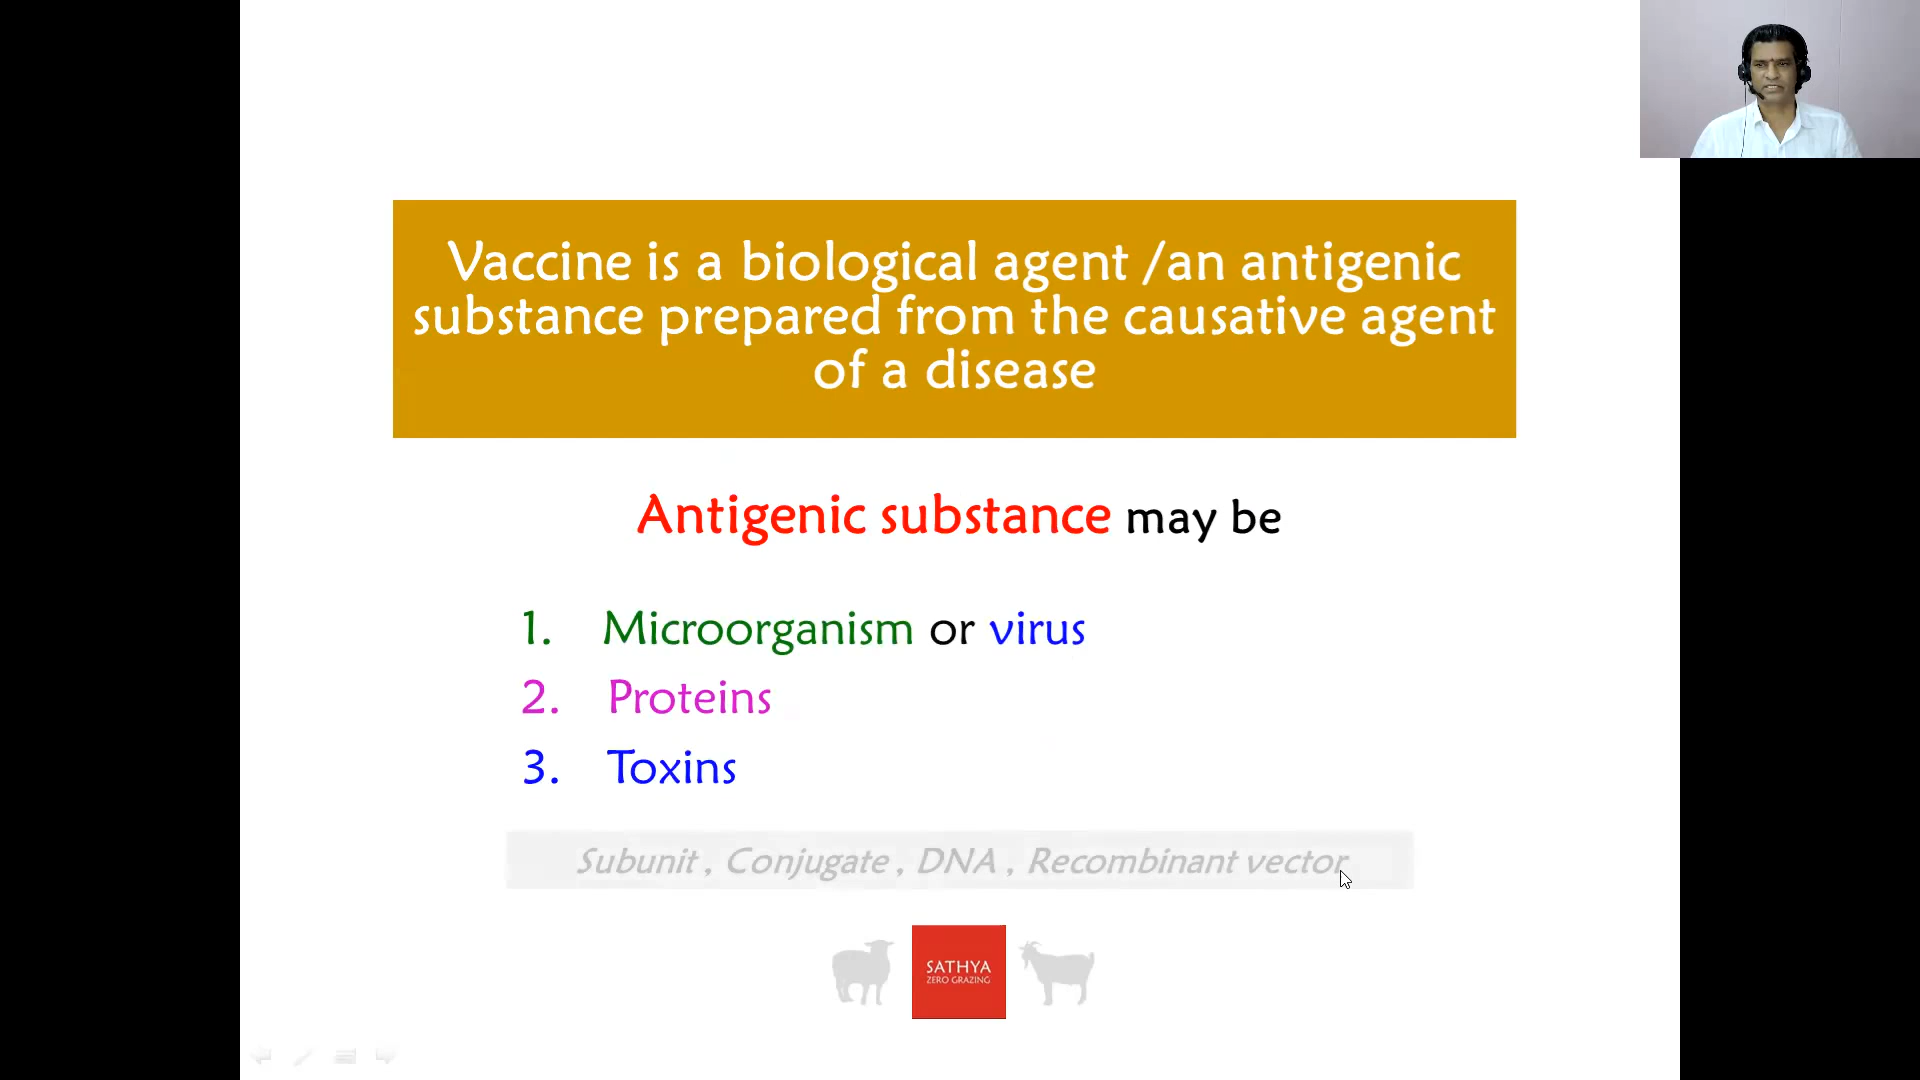 Vaccine is a biological agent /an antigenic
substance prepared from the causative agent
of a disease
Antigenic substance may be
1. Microorganism or virus
2. Proteins
3. Toxins
Subunit , Conjugate , DNA , Recombinant vector
SATHYA
ZERO GRAZING